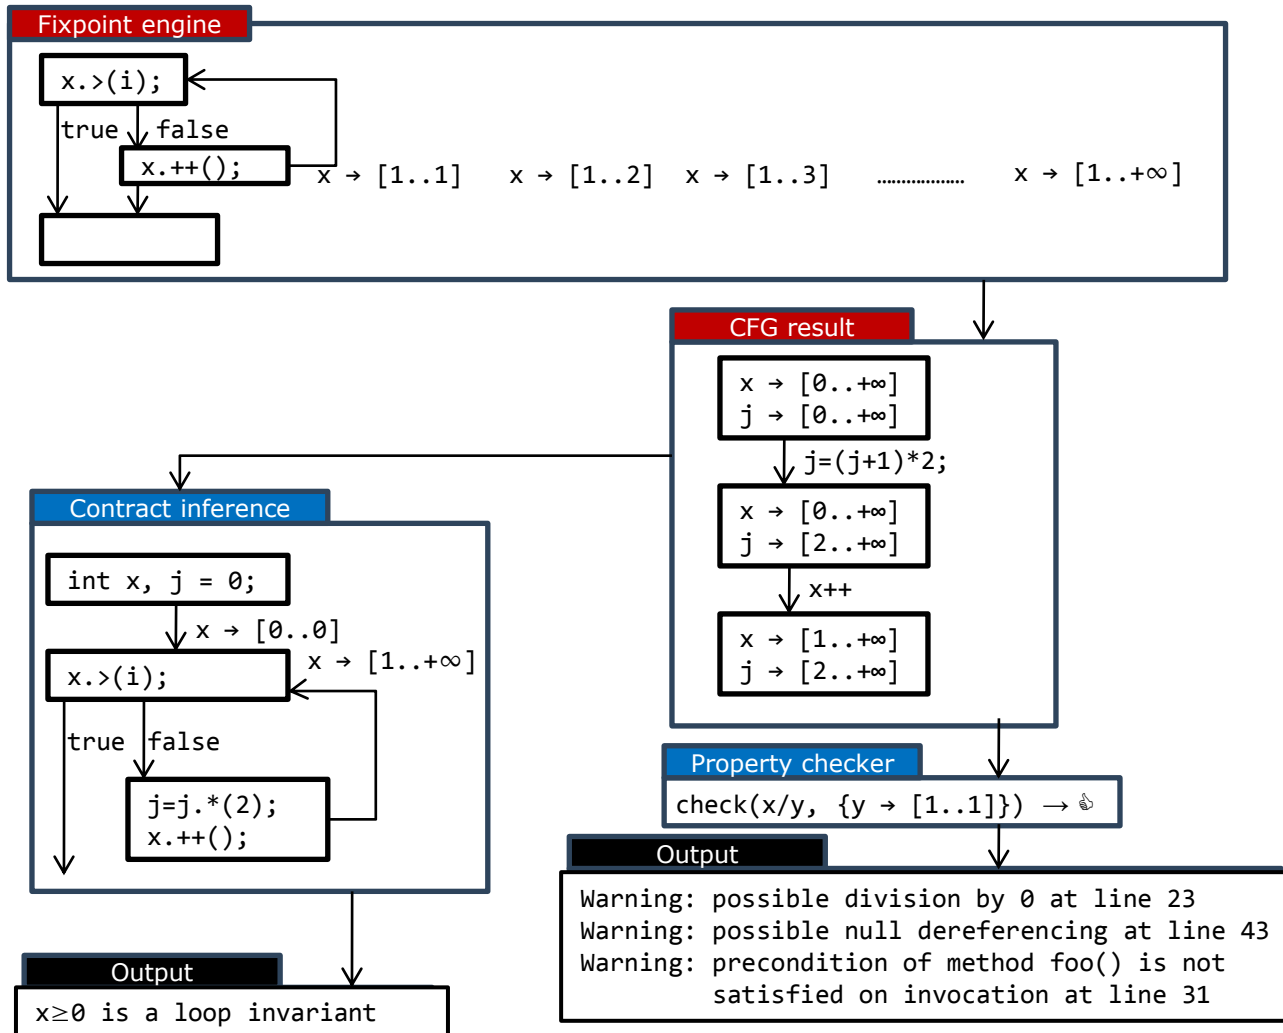 Fixpoint engine
x.>(i);
true false
x.++();
x → [1..1] x → [1..2] x → [1..3] .................. x → [1..+∞]
CFG result
x → [0..+∞]
j → [0..+∞]
j=(j+1)*2;
x → [0..+∞]
j → [2..+∞]
x++
x → [1..+∞]
j → [2..+∞]
Contract inference
int x, j = 0;
x → [0..0]
x → [1..+∞]
x.>(i);
true false
j=j.*(2);
x.++();
Property checker
check(x/y, {y → [1..1]}) → 👍
Output
Warning: possible division by 0 at line 23
Warning: possible null dereferencing at line 43
Warning: precondition of method foo() is not
satisfied on invocation at line 31
Output
x≥0 is a loop invariant